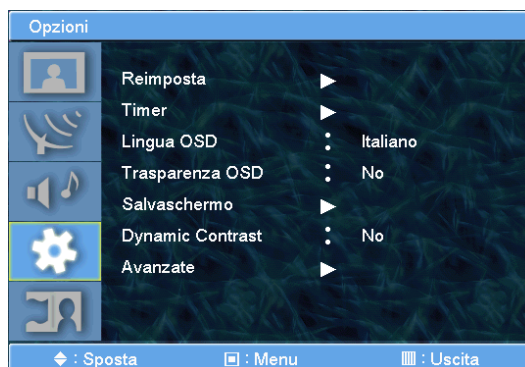 Opzioni
Reimposta ▶
Timer ▶
Lingua OSD : Italiano
Trasparenza OSD : No
Salvaschermo ▶
Dynamic Contrast : No
Avanzate ▶
: Sposta : Menu : Uscita